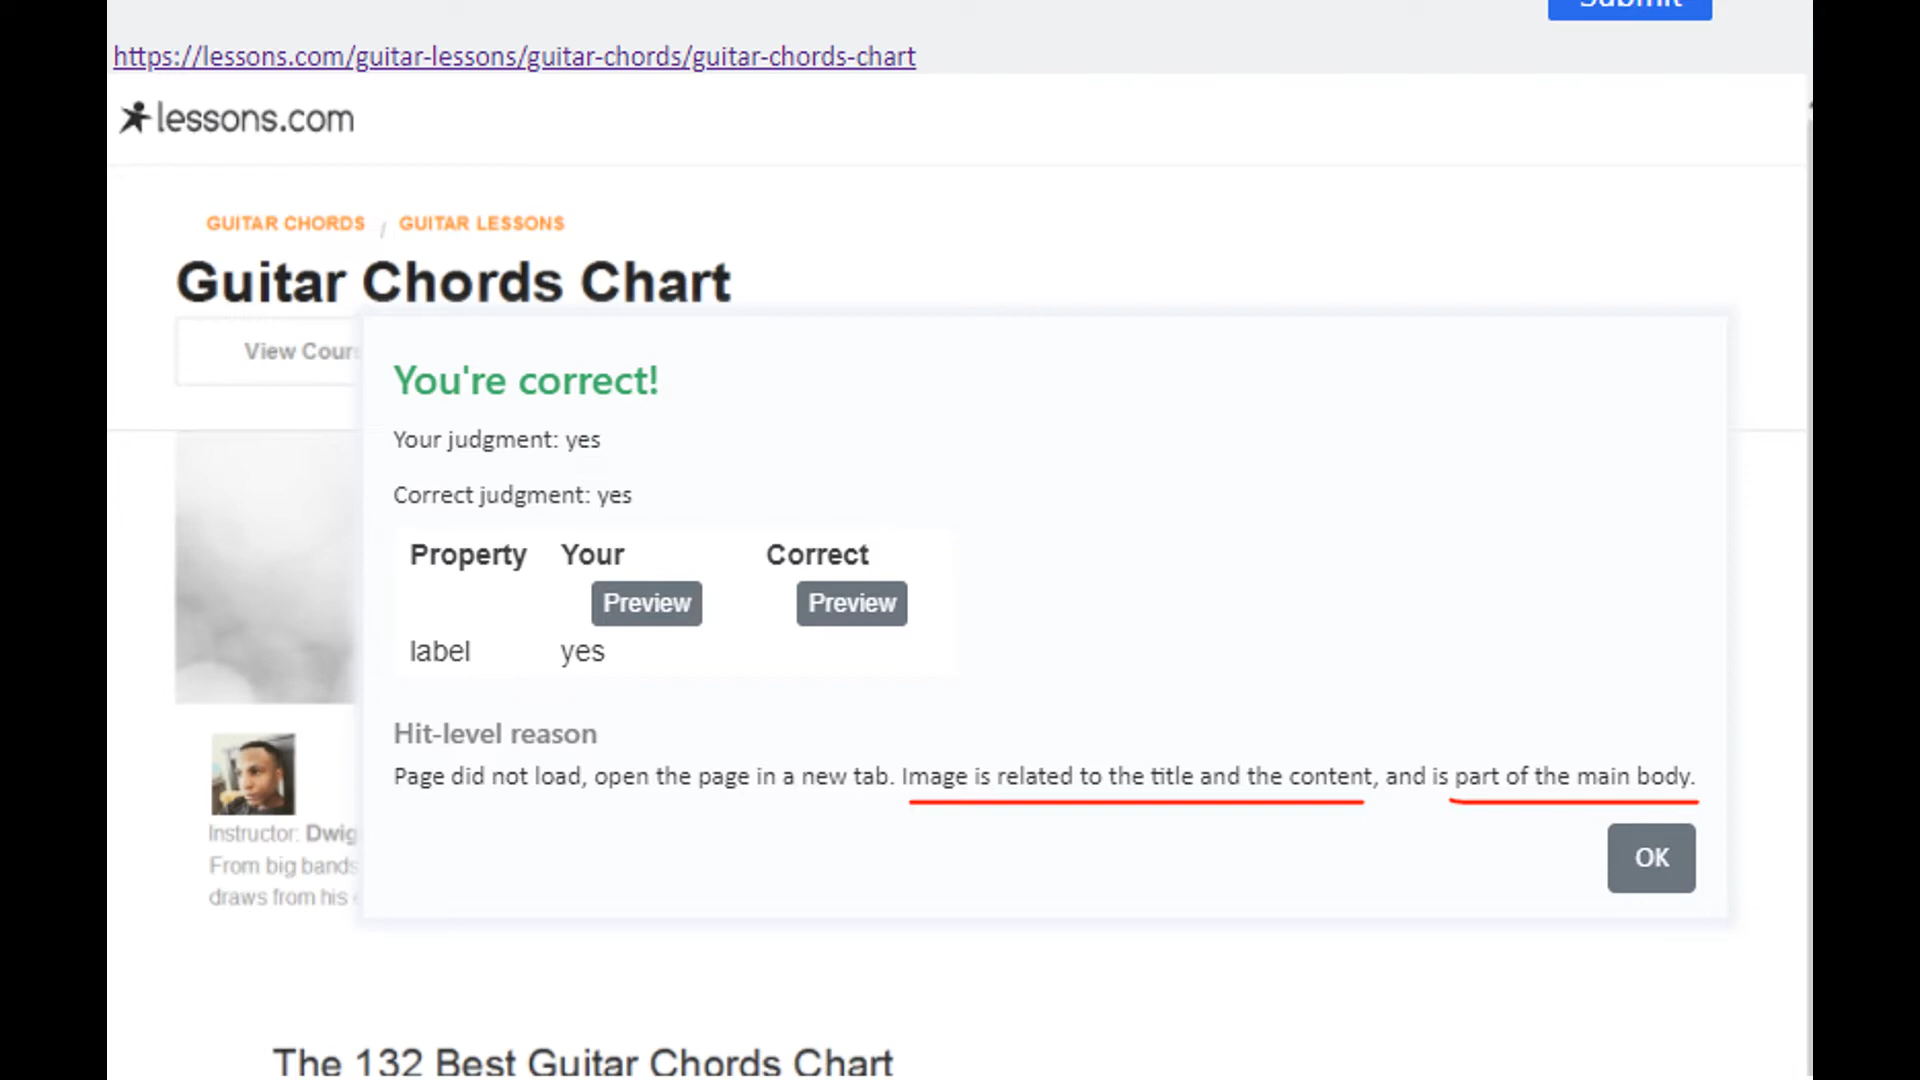 Submit
https://lessons.com/guitar-lessons/guitar-chords/guitar-chords-chart
lessons.com
GUITAR CHORDS / GUITAR LESSONS
Guitar Chords Chart
View Cour
You're correct!
Your judgment: yes
Correct judgment: yes
Property Your Correct
Preview Preview
label yes
Hit-level reason
Page did not load, open the page in a new tab. Image is related to the title and the content, and is part of the main body.
OK
Instructor: Dwig
From big bands
draws from his
The 132 Best Guitar Chords Chart